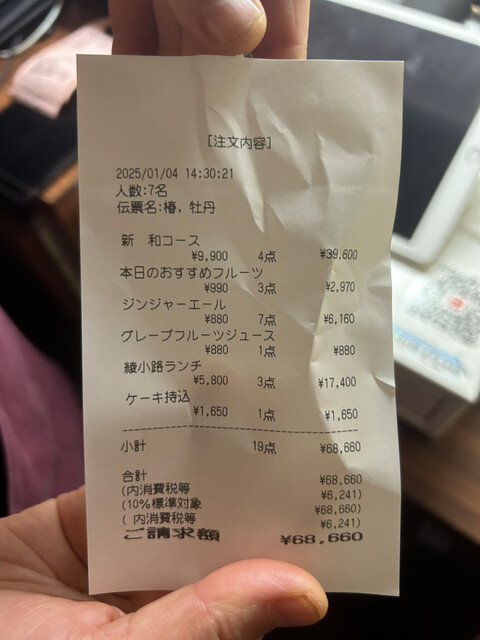 [注文内容]
2025/01/04 14:30:21
人数:7名
伝票名:椿, 牡丹
新 和コース
¥9,900 4点 ¥39,600
本日のおすすめフルーツ
¥990 3点 ¥2,970
ジンジャーエール
¥880 7点 ¥6,160
グレープフルーツジュース
¥880 1点 ¥880
綾小路ランチ
¥5,800 3点 ¥17,400
ケーキ持込
¥1,650 1点 ¥1,650
小計 19点 ¥68,660
合計 ¥68,660
(内消費税等 ¥6,241)
(10%標準対象 ¥68,660)
( 内消費税等 ¥6,241)
ご請求額 ¥68,660